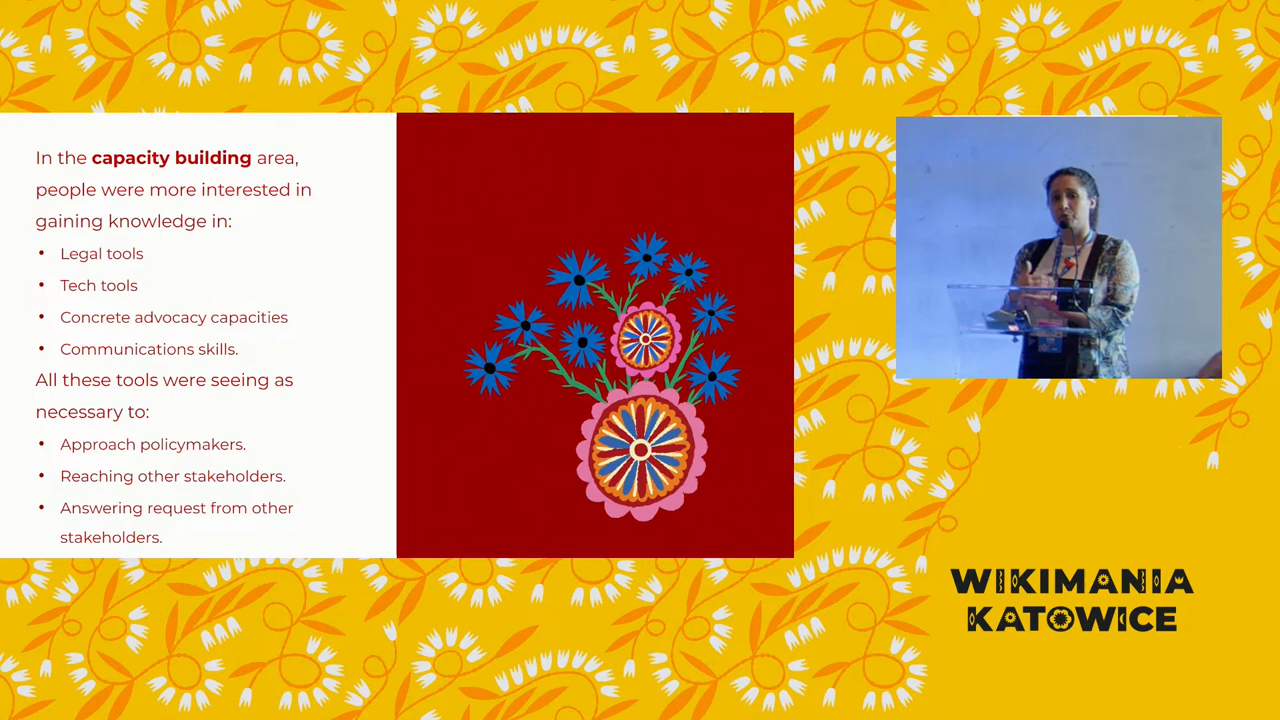 In the capacity building area,
people were more interested in
gaining knowledge in:
• Legal tools
• Tech tools
• Concrete advocacy capacities
• Communications skills.
All these tools were seeing as
necessary to:
• Approach policymakers.
• Reaching other stakeholders.
• Answering request from other
stakeholders.
WIKIMANIA
KATOWICE